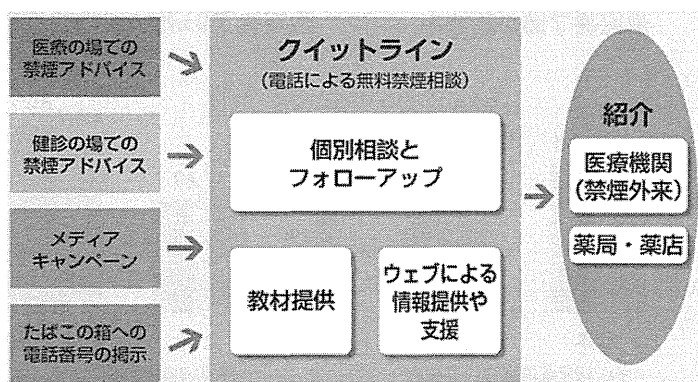 医療の場での
禁煙アドバイス
健診の場での
禁煙アドバイス
メディア
キャンペーン
たばこの箱への
電話番号の掲示
クイットライン
(電話による無料禁煙相談)
個別相談と
フォローアップ
教材提供
ウェブによる
情報提供や
支援
紹介
医療機関
(禁煙外来)
薬局・薬店